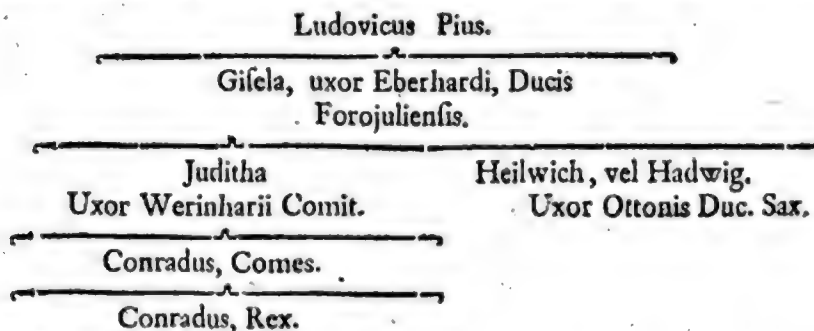 Ludovicus Pius.
Giſela, uxor Eberhardi, Ducis
Forojulienſis.
Juditha
Heilwich, vel Hadwig.
Uxor Werinharii Comit.
Uxor Ottonis Duc. Sax.
Conradus, Comes.
Conradus, Rex.